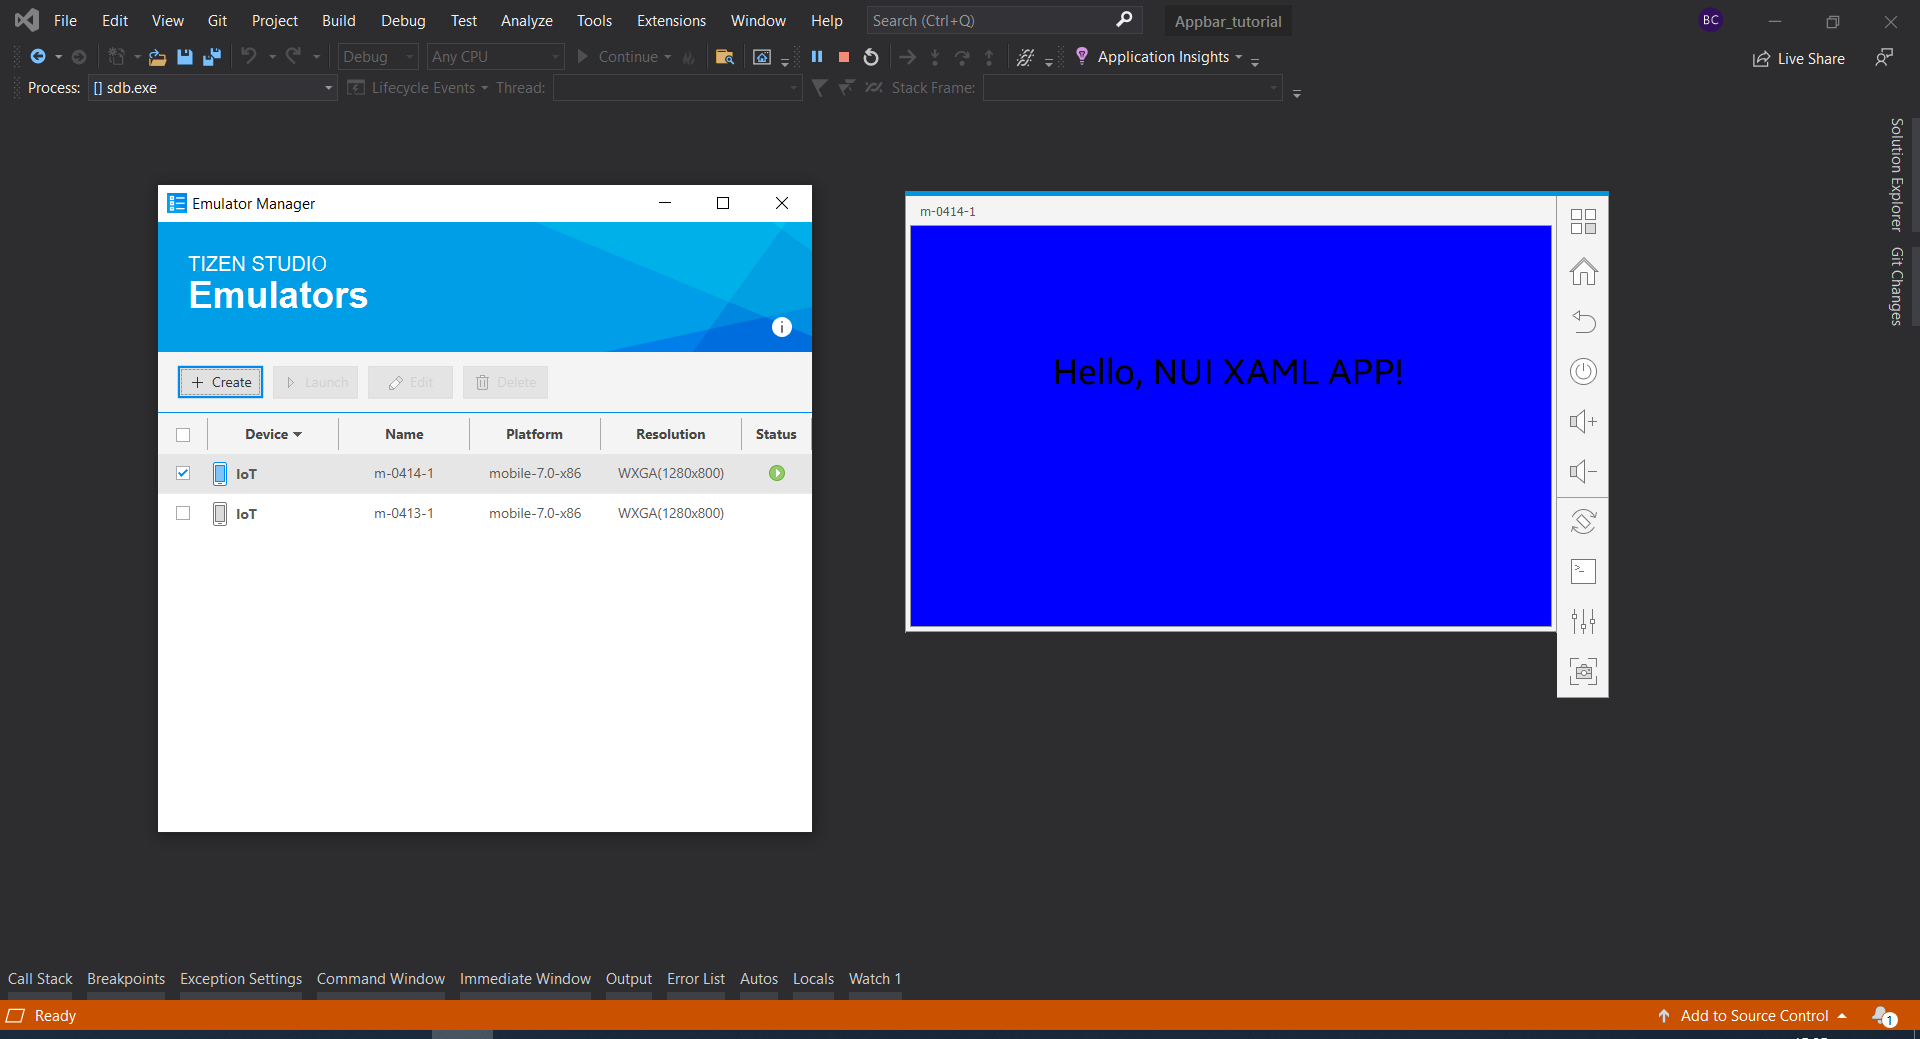 File Edit View Git Project Build Debug Test Analyze Tools Extensions Window Help Search (Ctrl+Q) Appbar_tutorial BC
Debug Any CPU Continue Application Insights Live Share
Process: [] sdb.exe Lifecycle Events Thread: Stack Frame:
Solution Explorer
Git Changes
Emulator Manager
TIZEN STUDIO
Emulators
i
+ Create Launch Edit Delete
Device Name Platform Resolution Status
IoT m-0414-1 mobile-7.0-x86 WXGA(1280x800)
IoT m-0413-1 mobile-7.0-x86 WXGA(1280x800)
m-0414-1
Hello, NUI XAML APP!
Call Stack Breakpoints Exception Settings Command Window Immediate Window Output Error List Autos Locals Watch 1
Ready Add to Source Control 1